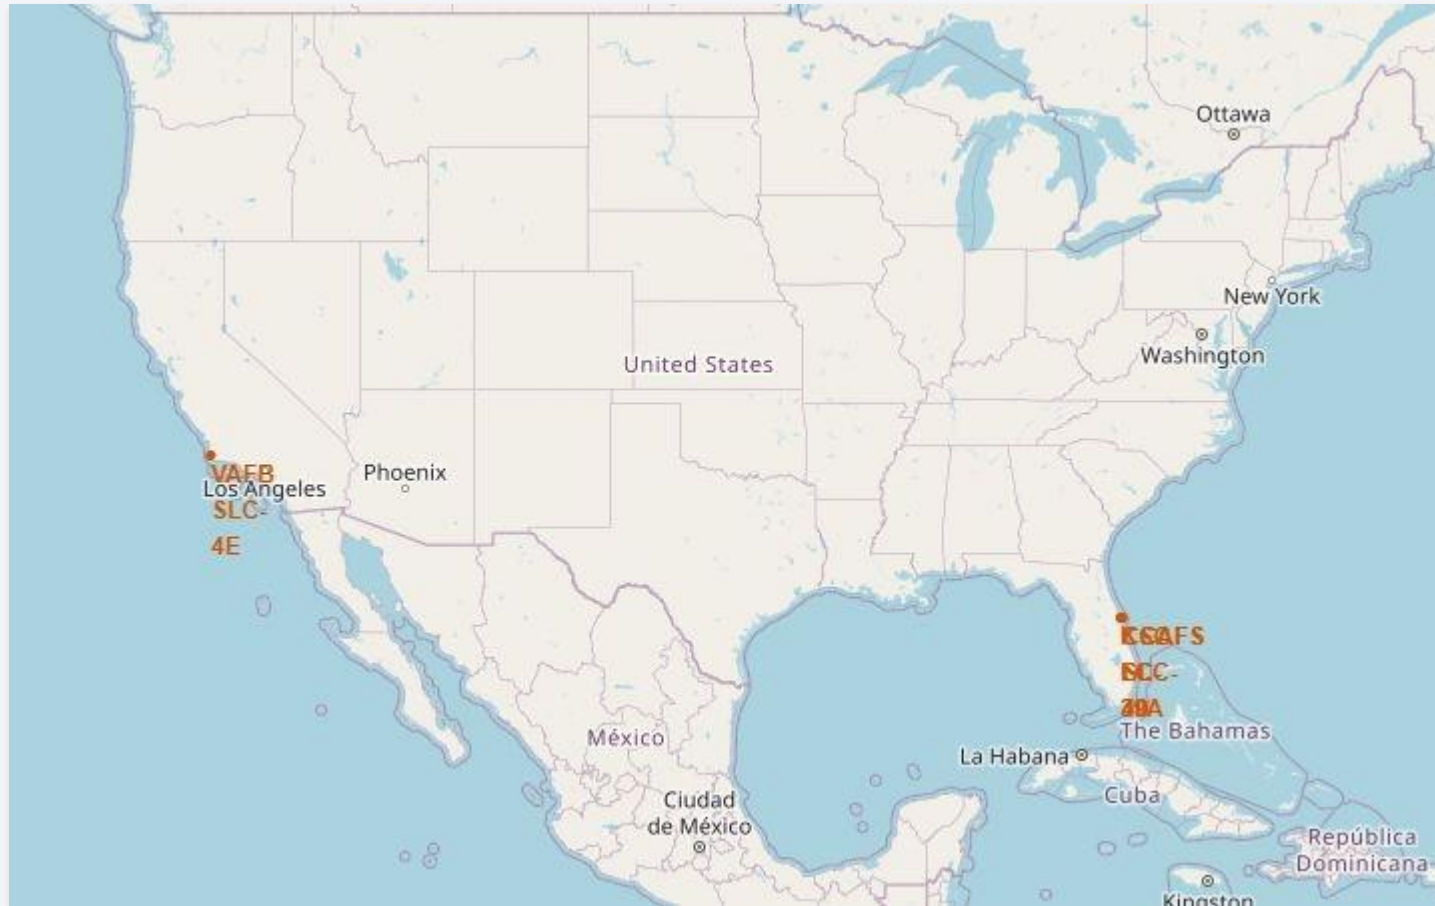 Ottawa
New York
Washington
United States
VAFB
SLC-
4E
Los Angeles
Phoenix
The Bahamas
México
La Habana
Cuba
Ciudad
de México
República
Dominicana
Kingston